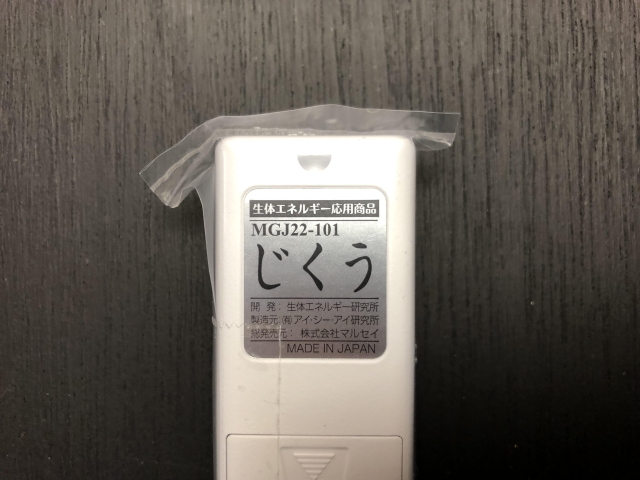 生体エネルギー応用商品
MGJ22-101
じくう
開 発：生体エネルギー研究所
製造元：㈲アイ・シー・アイ研究所
総発売元：株式会社マルセイ
MADE IN JAPAN